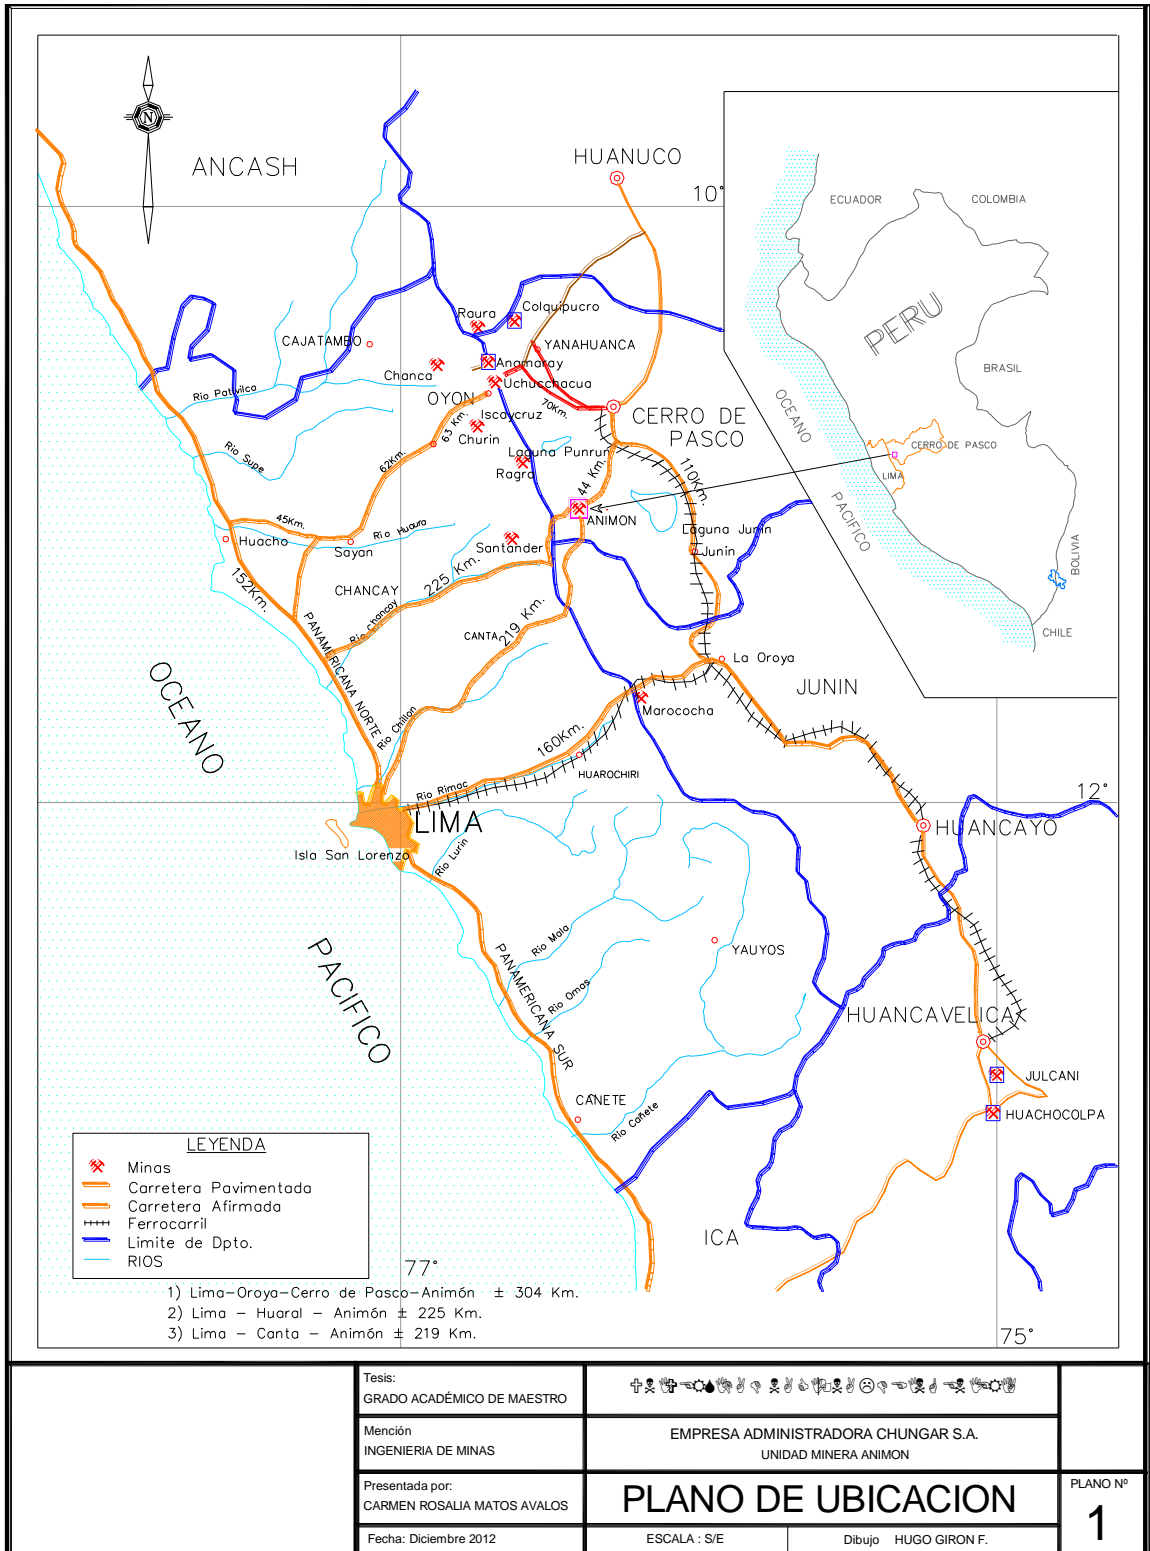 N
ANCASH
HUANUCO
10°
ECUADOR
COLOMBIA
PERU
BRASIL
OCEANO
PACIFICO
CERRO DE PASCO
LIMA
BOLIVIA
CHILE
Raura
Colquipucro
CAJATAMBO
YANAHUANCA
Chanca
Anamaray
Uchucchacua
Rio Pativilca
OYON
70Km.
Iscaycruz
CERRO DE
PASCO
63 Km.
Churin
Rio Supe
62Km.
Laguna Punrun
Ragra
110Km.
44 Km.
45Km.
ANIMON
Rio Huaura
Laguna Junin
Huacho
Sayan
Santander
Junin
152Km.
CHANCAY
225 Km.
Rio Chancay
PANAMERICANA NORTE
CANTA
219 Km.
La Oroya
OCEANO
JUNIN
Marcocha
Rio Chillon
160Km.
HUAROCHIRI
Rio Rimac
12°
LIMA
HUANCAYO
Isla San Lorenzo
Rio Lurin
PACIFICO
Rio Mala
YAUYOS
PANAMERICANA SUR
Rio Omas
HUANCAVELICA
JULCANI
CAÑETE
Rio Cañete
HUACHOCOLPA
ICA
LEYENDA
Minas
Carretera Pavimentada
Carretera Afirmada
Ferrocarril
Limite de Dpto.
RIOS
77°
1) Lima-Oroya-Cerro de Pasco-Animón ± 304 Km.
2) Lima - Huaral - Animón ± 225 Km.
3) Lima - Canta - Animón ± 219 Km.
75°
Tesis:
GRADO ACADÉMICO DE MAESTRO
Mención
INGENIERIA DE MINAS
EMPRESA ADMINISTRADORA CHUNGAR S.A.
UNIDAD MINERA ANIMON
Presentada por:
CARMEN ROSALIA MATOS AVALOS
PLANO DE UBICACION
PLANO Nº
1
Fecha: Diciembre 2012
ESCALA : S/E
Dibujo HUGO GIRON F.